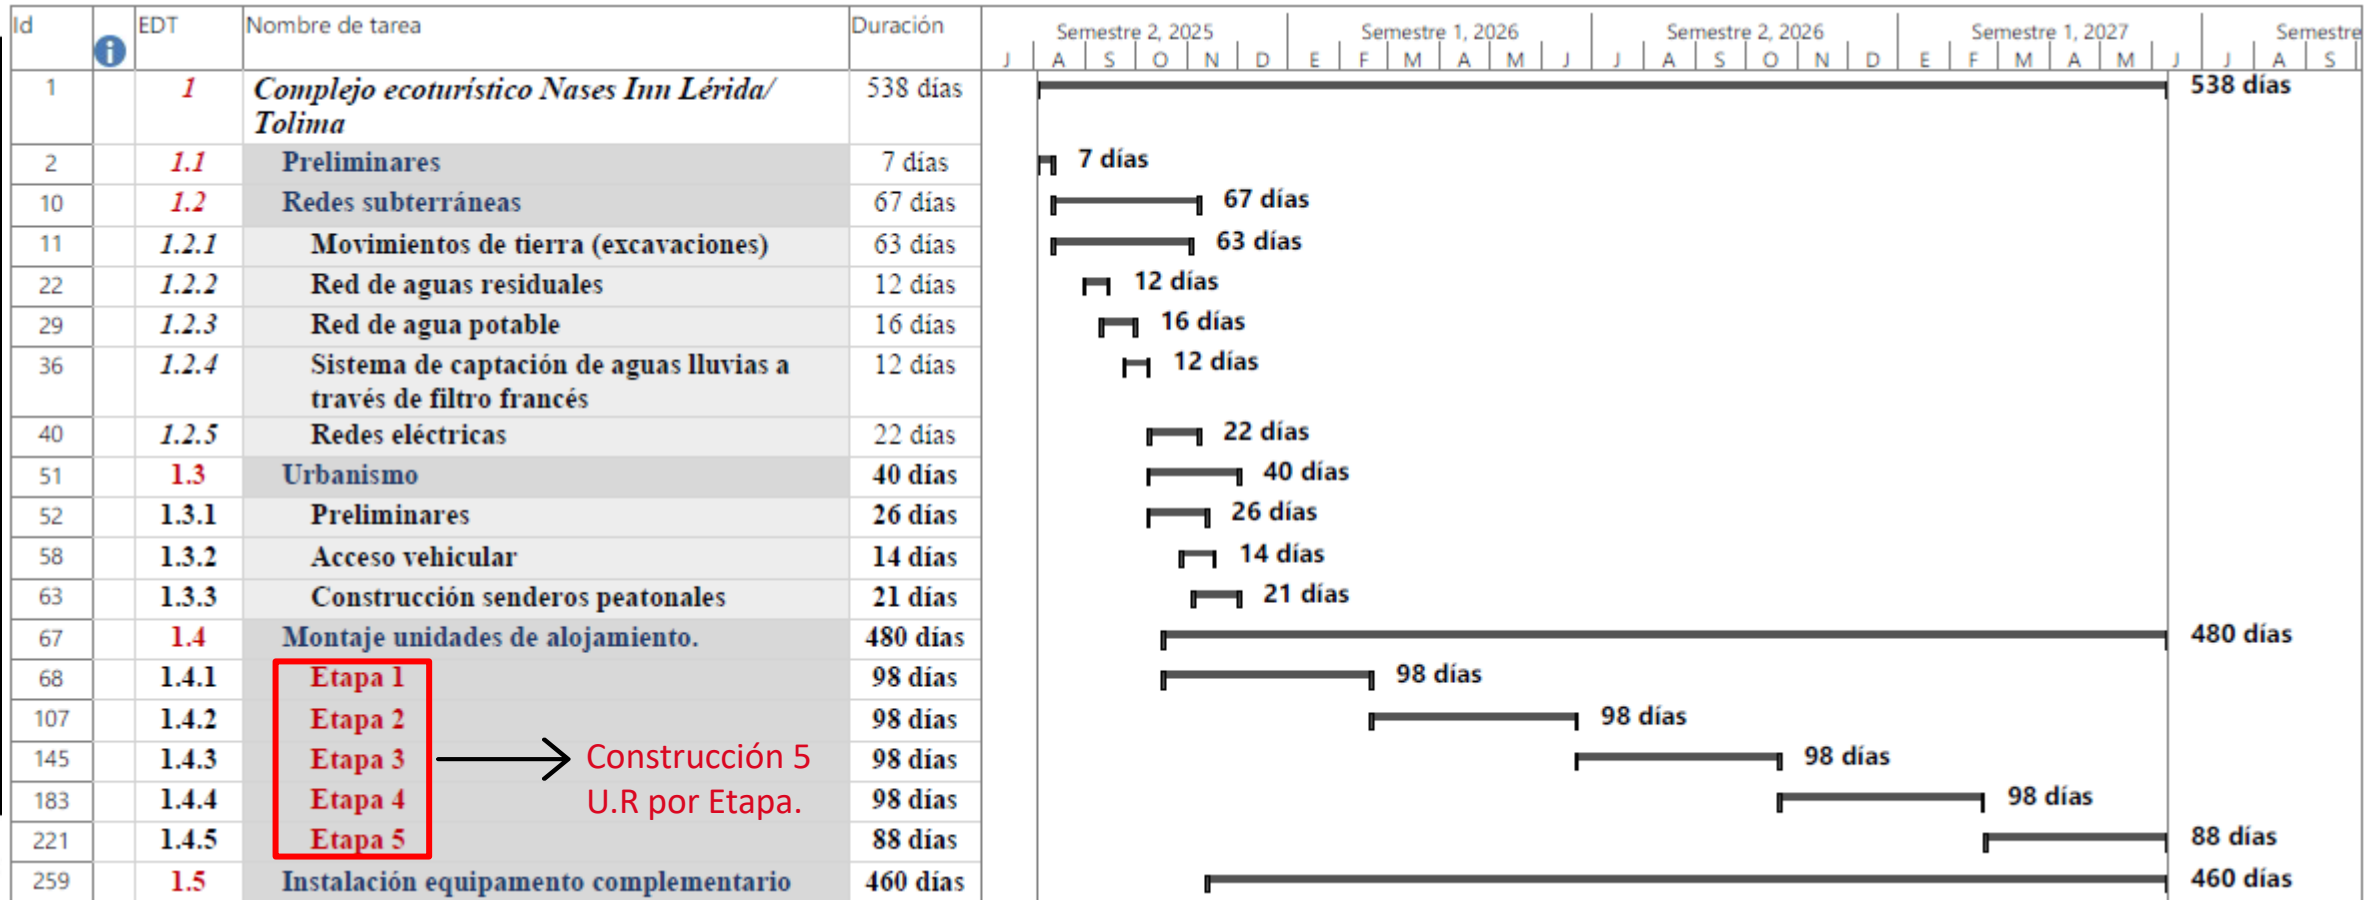 Id EDT Nombre de tarea Duración
Semestre 2, 2025 Semestre 1, 2026 Semestre 2, 2026 Semestre 1, 2027 Semestre
J A S O N D E F M A M J J A S O N D E F M A M J J A S
1 1 Complejo ecoturístico Nases Inn Lérida/ 538 días 538 días
Tolima
2 1.1 Preliminares 7 días 7 días
10 1.2 Redes subterráneas 67 días 67 días
11 1.2.1 Movimientos de tierra (excavaciones) 63 días 63 días
22 1.2.2 Red de aguas residuales 12 días 12 días
29 1.2.3 Red de agua potable 16 días 16 días
36 1.2.4 Sistema de captación de aguas lluvias a 12 días 12 días
través de filtro francés
40 1.2.5 Redes eléctricas 22 días 22 días
51 1.3 Urbanismo 40 días 40 días
52 1.3.1 Preliminares 26 días 26 días
58 1.3.2 Acceso vehicular 14 días 14 días
63 1.3.3 Construcción senderos peatonales 21 días 21 días
67 1.4 Montaje unidades de alojamiento. 480 días 480 días
68 1.4.1 Etapa 1 98 días 98 días
107 1.4.2 Etapa 2 98 días 98 días
145 1.4.3 Etapa 3 Construcción 5 98 días 98 días
183 1.4.4 Etapa 4 U.R por Etapa. 98 días 98 días
221 1.4.5 Etapa 5 88 días 88 días
259 1.5 Instalación equipamento complementario 460 días 460 días